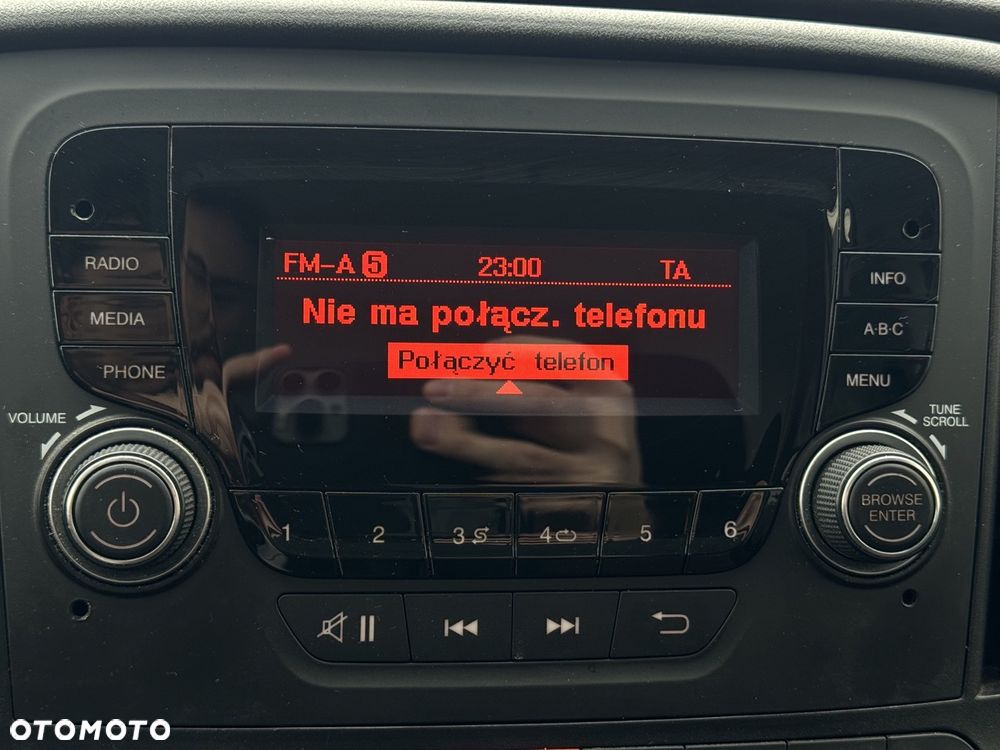 FM-A 5 23:00 TA
Nie ma połącz. telefonu
Połączyć telefon
RADIO
MEDIA
PHONE
INFO
A·B·C
MENU
VOLUME
TUNE
SCROLL
BROWSE
ENTER
1 2 3 4 5 6
OTOMOTO